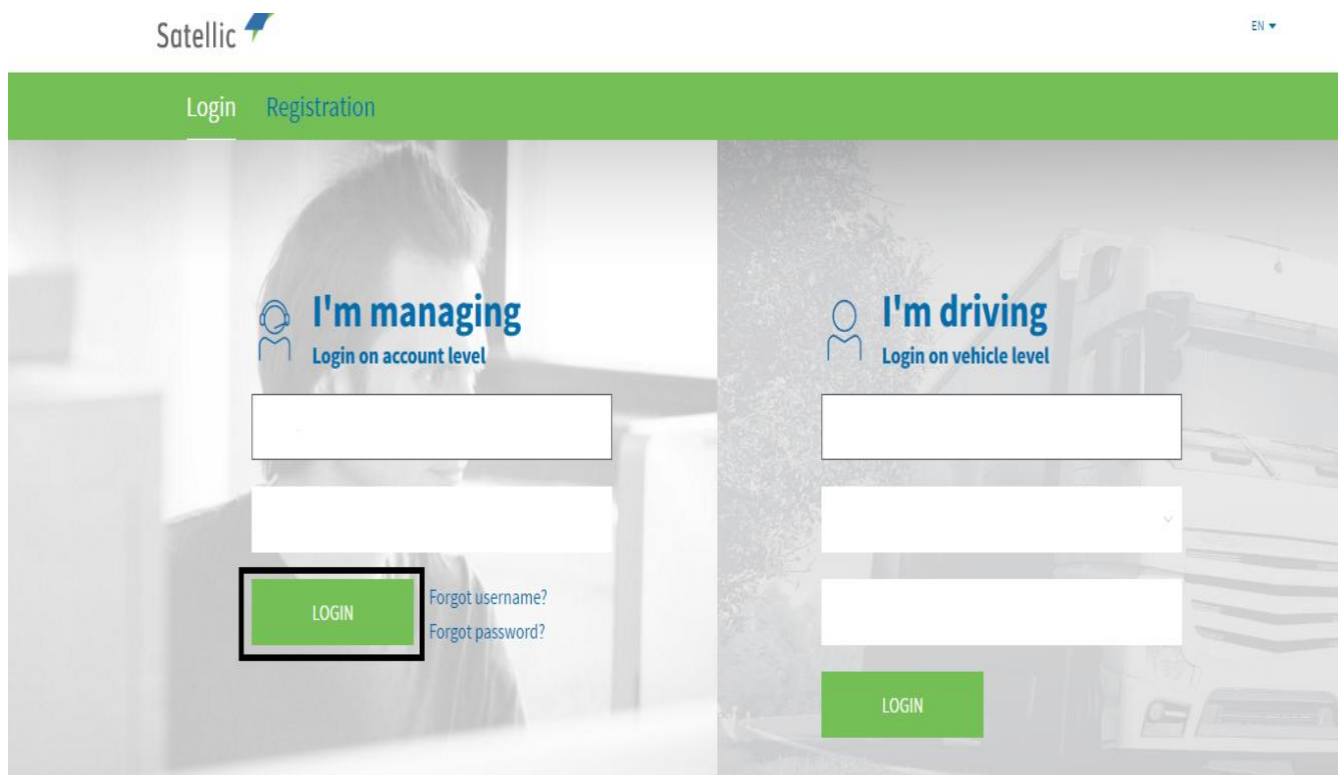 Satellic
EN
Login Registration
I'm managing
Login on account level
LOGIN
Forgot username?
Forgot password?
I'm driving
Login on vehicle level
LOGIN